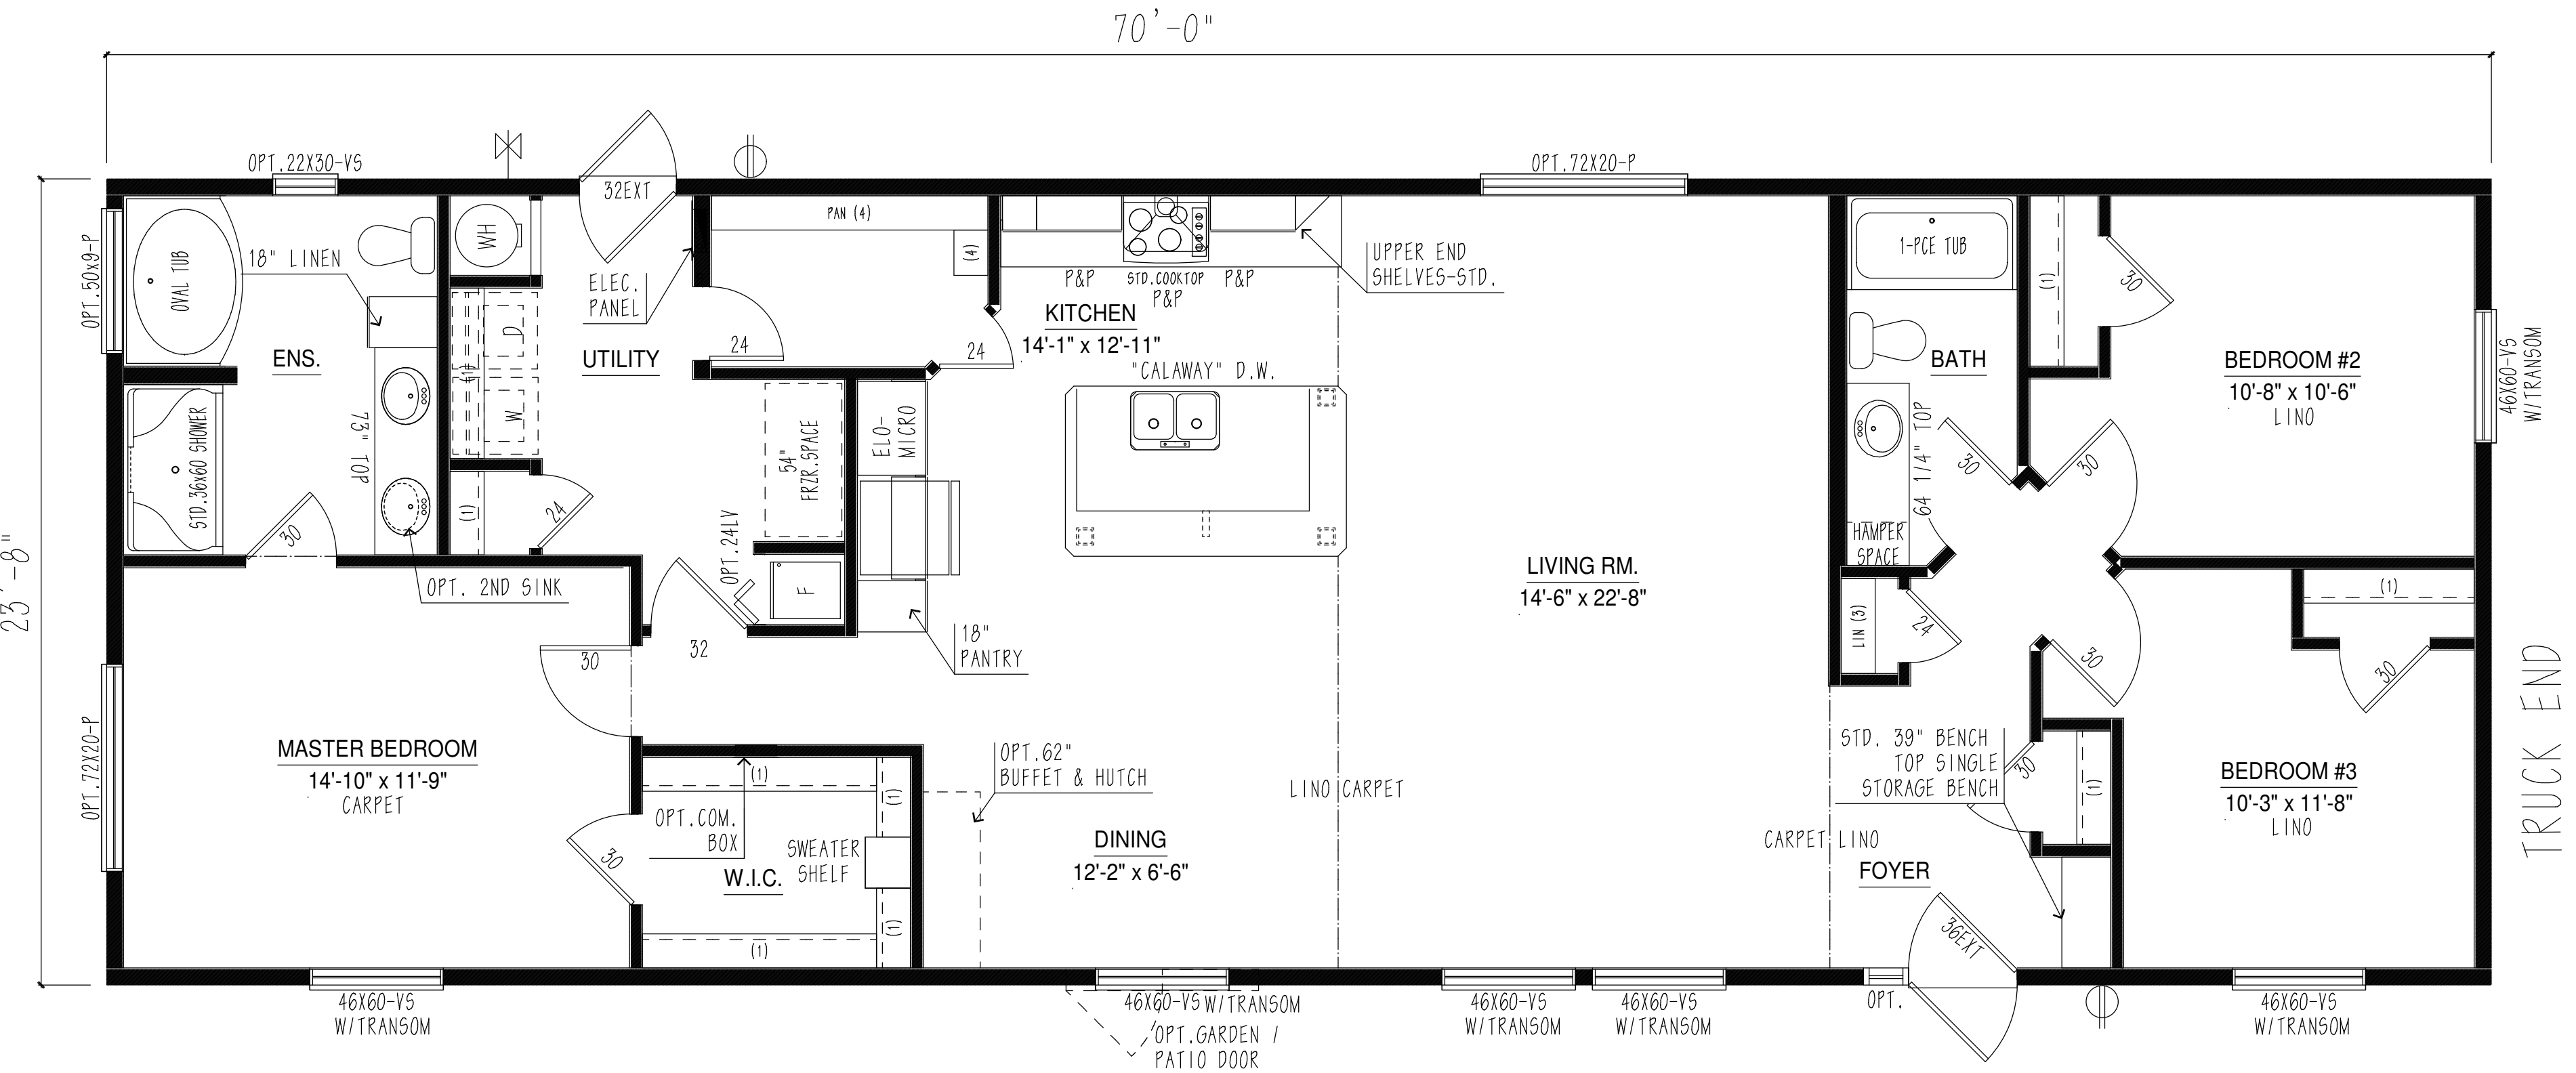 70'-0"
OPT.22X30-VS
32EXT
OPT.72X20-P
OPT.50x9-P
OVAL TUB
18" LINEN
WH
ELEC.
PANEL
PAN (4)
(4)
P&P
STD.COOKTOP
P&P
P&P
UPPER END
SHELVES-STD.
1-PCE TUB
(1)
30
ENS.
D
(1)
W
UTILITY
24
24
KITCHEN
14'-1" x 12'-11"
"CALAWAY" D.W.
BATH
BEDROOM #2
10'-8" x 10'-6"
LINO
46X60-VS
W/TRANSOM
STD.36x60 SHOWER
73" TOP
(1)
24
54"
FRZR.SPACE
ELO-
MICRO
64 1/4" TOP
30
30
HAMPER
SPACE
30
OPT. 2ND SINK
OPT.24LV
F
23'-8"
LIVING RM.
14'-6" x 22'-8"
LIN (3)
24
30
(1)
30
30
32
18"
PANTRY
OPT.72X20-P
MASTER BEDROOM
14'-10" x 11'-9"
CARPET
OPT.62"
BUFFET & HUTCH
STD. 39" BENCH
TOP SINGLE
STORAGE BENCH
30
(1)
BEDROOM #3
10'-3" x 11'-8"
LINO
TRUCK END
(1)
(1)
OPT.COM.
BOX
SWEATER
SHELF
30
W.I.C.
(1)
(1)
LINO CARPET
DINING
12'-2" x 6'-6"
CARPET LINO
FOYER
36EXT
46X60-VS
W/TRANSOM
46X60-VS W/TRANSOM
OPT.GARDEN /
PATIO DOOR
46X60-VS
W/TRANSOM
46X60-VS
W/TRANSOM
OPT.
46X60-VS
W/TRANSOM